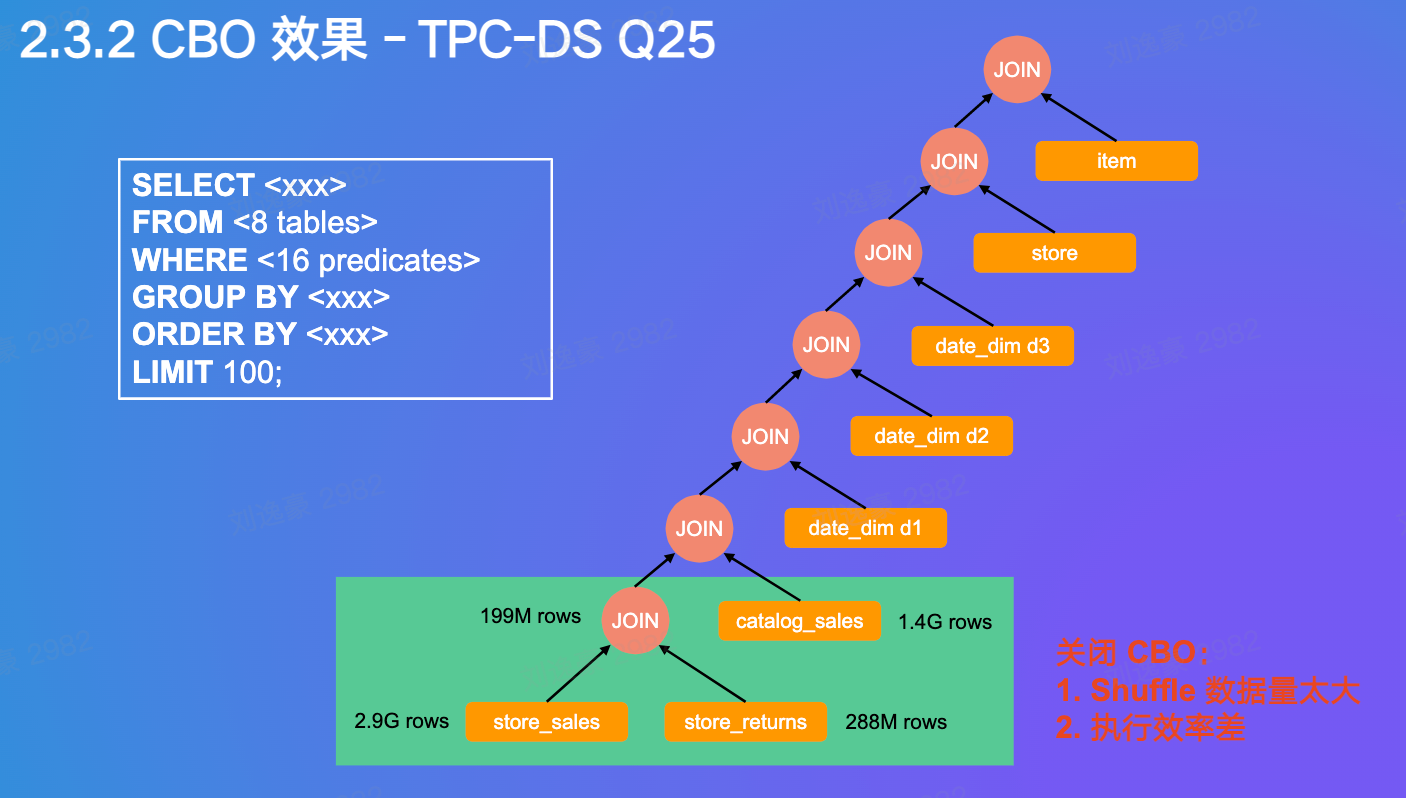 2.3.2 CBO 效果 - TPC-DS Q25
SELECT <xxx>
FROM <8 tables>
WHERE <16 predicates>
GROUP BY <xxx>
ORDER BY <xxx>
LIMIT 100;
JOIN
JOIN
item
JOIN
store
JOIN
date_dim d3
JOIN
date_dim d2
JOIN
date_dim d1
199M rows
JOIN
catalog_sales
1.4G rows
2.9G rows
store_sales
store_returns
288M rows
关闭 CBO:
1. Shuffle 数据量太大
2. 执行效率差
刘逸豪 2982